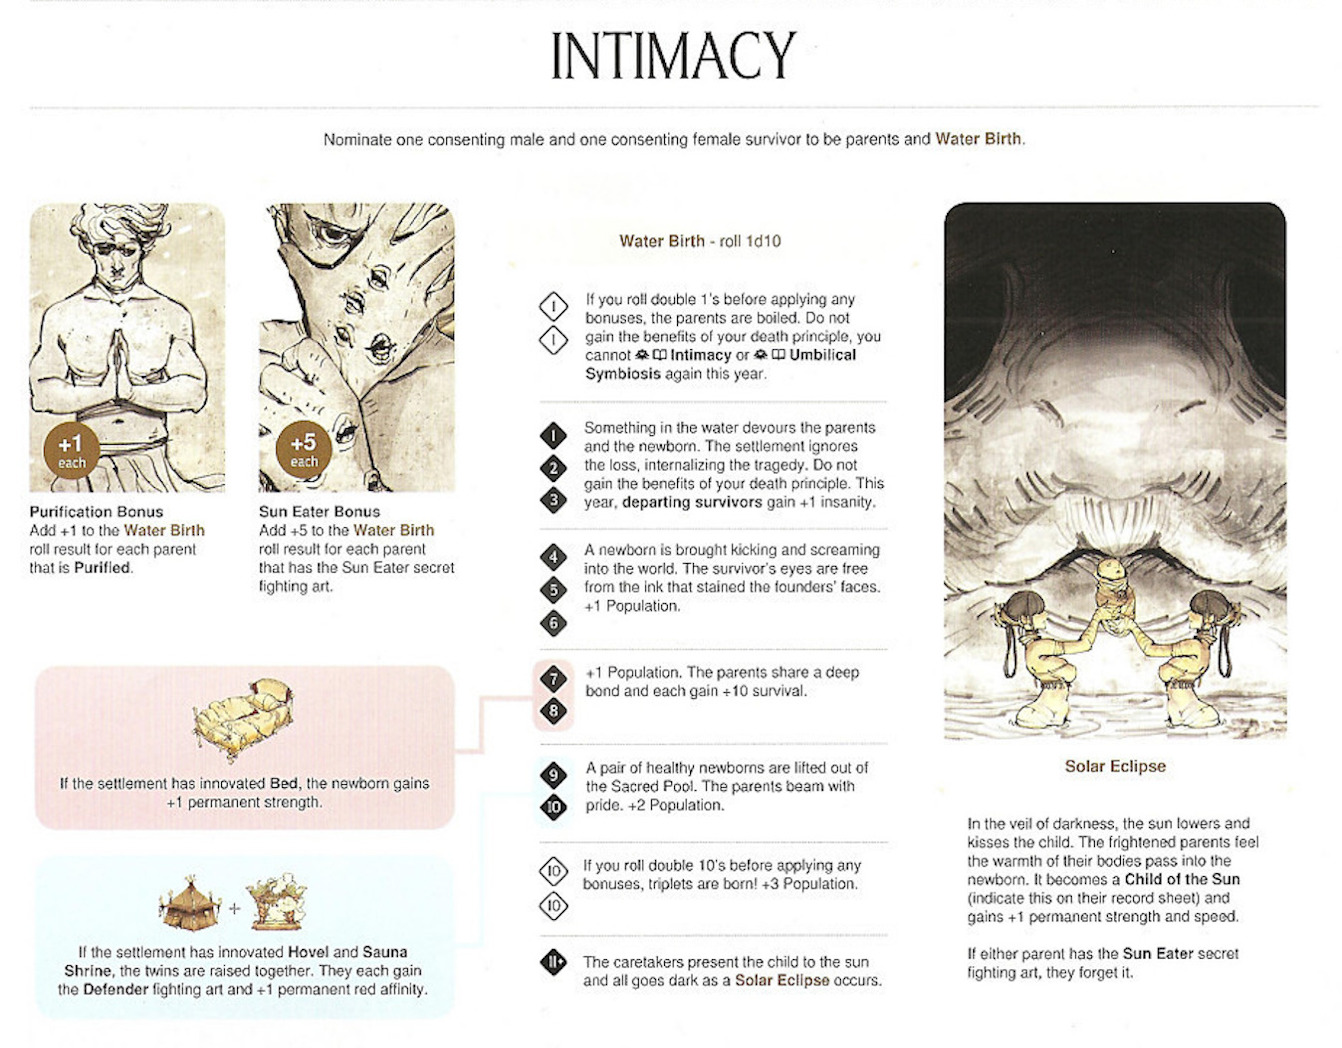 INTIMACY
Nominate one consenting male and one consenting female survivor to be parents and Water Birth.
+1
each
Purification Bonus
Add +1 to the Water Birth
roll result for each parent
that is Purified.
+5
each
Sun Eater Bonus
Add +5 to the Water Birth
roll result for each parent
that has the Sun Eater secret
fighting art.
If the settlement has innovated Bed, the newborn gains
+1 permanent strength.
+
If the settlement has innovated Hovel and Sauna
Shrine, the twins are raised together. They each gain
the Defender fighting art and +1 permanent red affinity.
Water Birth - roll 1d10
1
1
If you roll double 1's before applying any
bonuses, the parents are boiled. Do not
gain the benefits of your death principle, you
cannot Intimacy or Umbilical
Symbiosis again this year.
1
2
3
Something in the water devours the parents
and the newborn. The settlement ignores
the loss, internalizing the tragedy. Do not
gain the benefits of your death principle. This
year, departing survivors gain +1 insanity.
4
5
6
A newborn is brought kicking and screaming
into the world. The survivor's eyes are free
from the ink that stained the founders' faces.
+1 Population.
7
8
+1 Population. The parents share a deep
bond and each gain +10 survival.
9
10
A pair of healthy newborns are lifted out of
the Sacred Pool. The parents beam with
pride. +2 Population.
10
10
If you roll double 10's before applying any
bonuses, triplets are born! +3 Population.
11+
The caretakers present the child to the sun
and all goes dark as a Solar Eclipse occurs.
Solar Eclipse
In the veil of darkness, the sun lowers and
kisses the child. The frightened parents feel
the warmth of their bodies pass into the
newborn. It becomes a Child of the Sun
(indicate this on their record sheet) and
gains +1 permanent strength and speed.
If either parent has the Sun Eater secret
fighting art, they forget it.